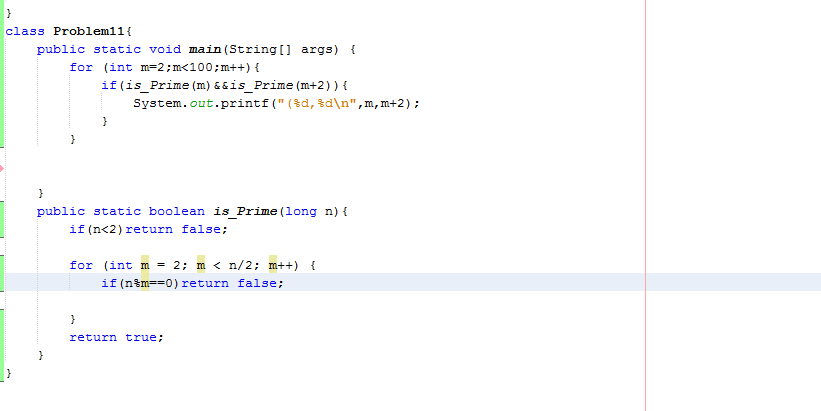 }
class Problem11{
public static void main(String[] args) {
for (int m=2;m<100;m++){
if(is_Prime(m)&&is_Prime(m+2)){
System.out.printf("(%d,%d\n",m,m+2);
}
}
}
public static boolean is_Prime(long n){
if(n<2)return false;
for (int m = 2; m < n/2; m++) {
if(n%m==0)return false;
}
return true;
}
}